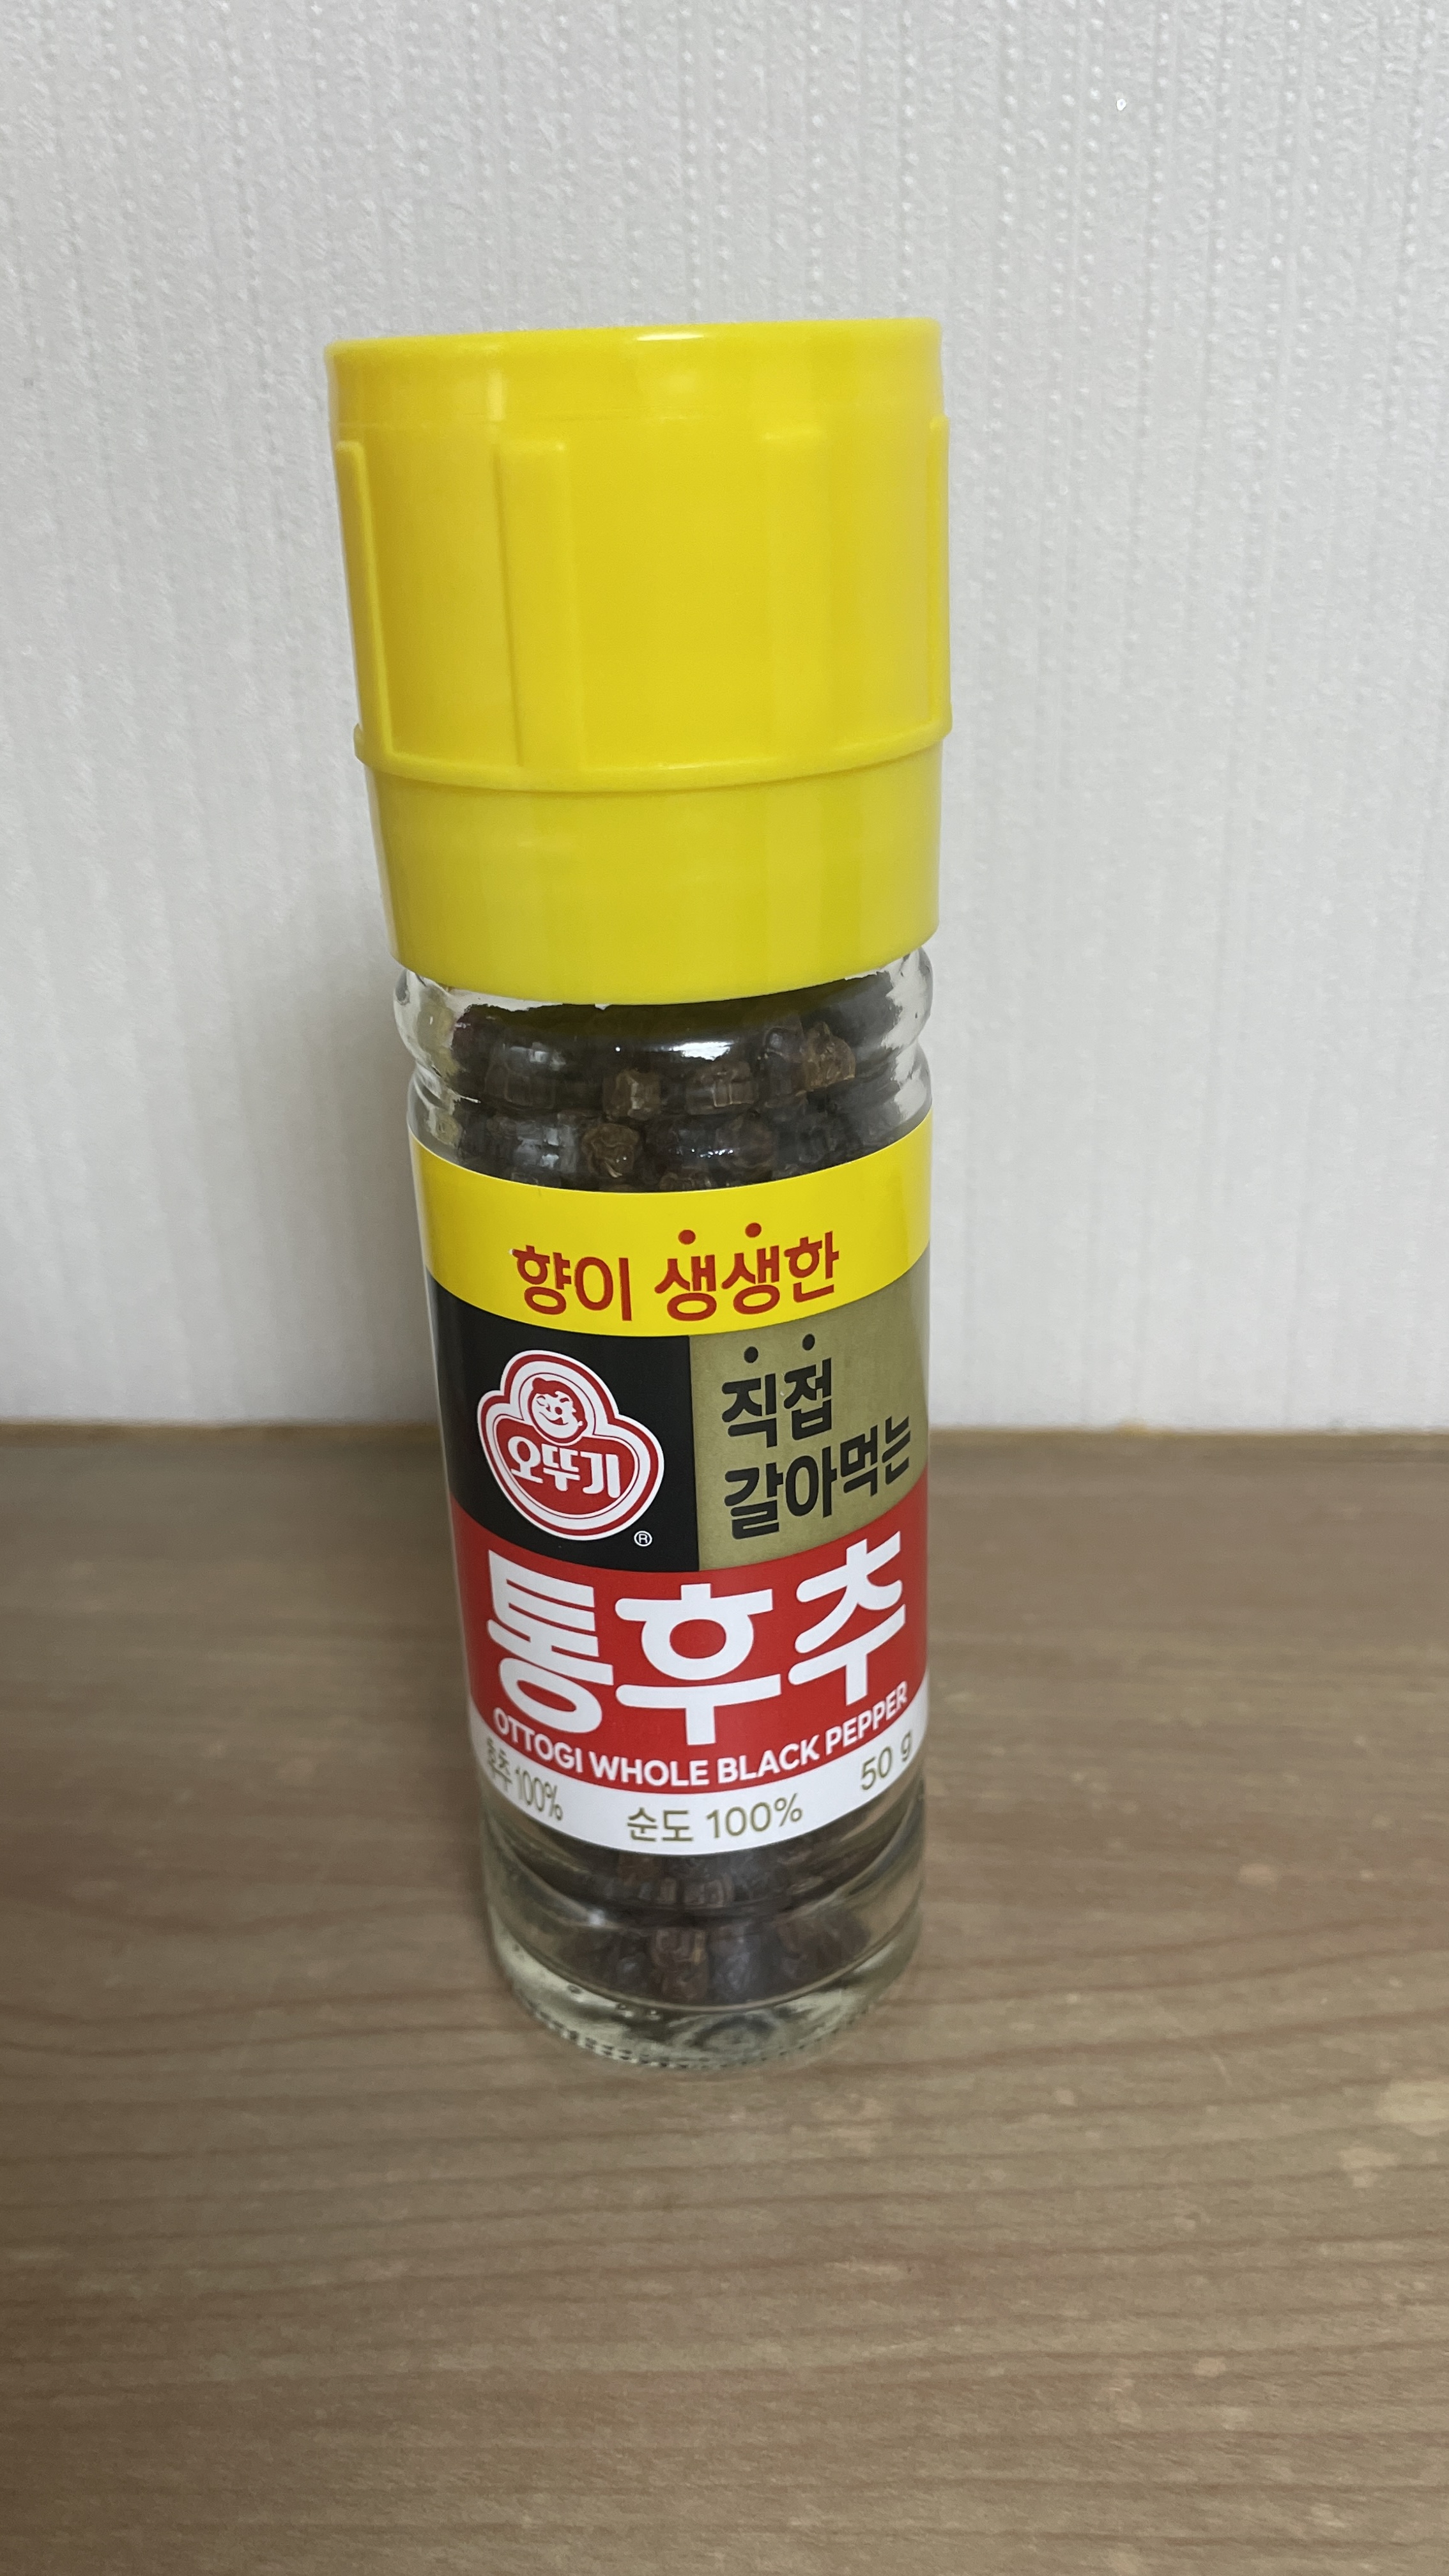 향이 생생한
오뚜기
®
직접
갈아먹는
통후추
OTTOGI WHOLE BLACK PEPPER
후추 100%
순도 100%
50 g